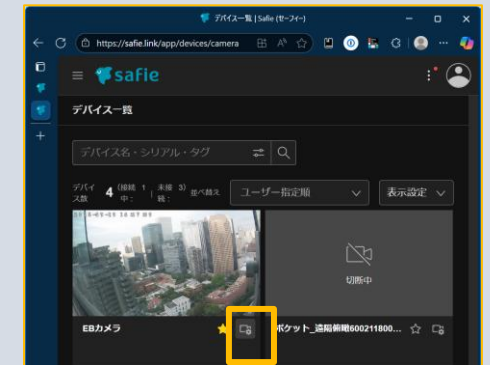 デバイス一覧 | Safie (セーフィー)
https://safie.link/app/devices/camera
safie
デバイス一覧
デバイス名・シリアル・タグ
デバイス数 4 (接続中: 1 | 未接続: 3) 並べ替え ユーザー指定順 表示設定
切断中
EBカメラ
ポケット_遠隔俯瞰600211800...